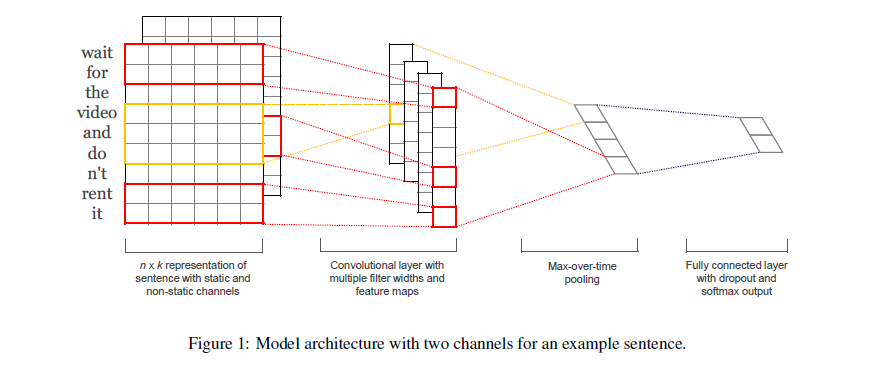 wait
for
the
video
and
do
n't
rent
it
n x k representation of
sentence with static and
non-static channels
Convolutional layer with
multiple filter widths and
feature maps
Max-over-time
pooling
Fully connected layer
with dropout and
softmax output
Figure 1: Model architecture with two channels for an example sentence.